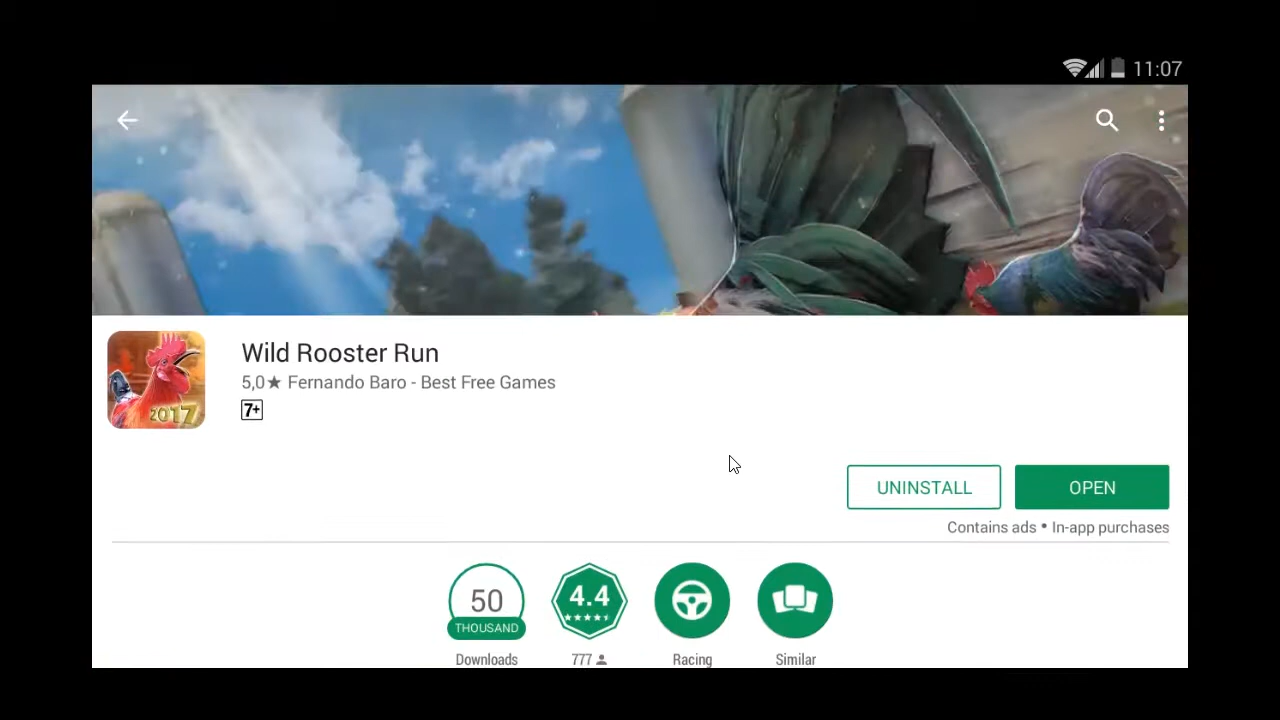 11:07
2017
Wild Rooster Run
5,0★ Fernando Baro - Best Free Games
7+
UNINSTALL
OPEN
Contains ads • In-app purchases
50
THOUSAND
4.4
Downloads
777
Racing
Similar